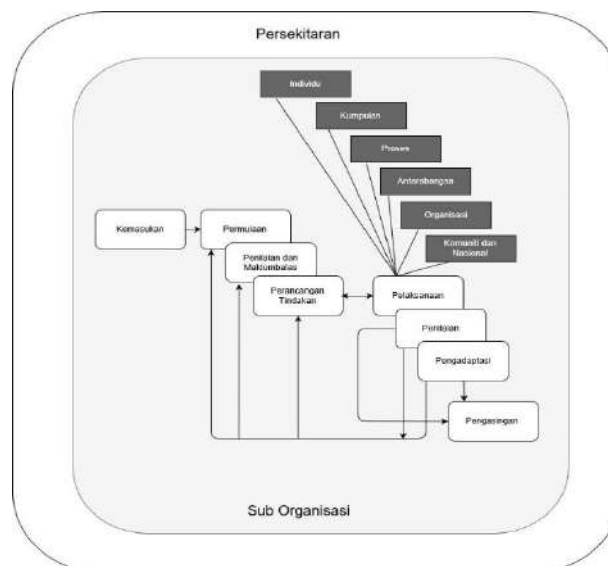 Persekitaran
Individu
Kumpulan
Proses
Antarabangsa
Organisasi
Komuniti dan
Nasional
Kemasukan
Permulaan
Penilaian dan
Maklumbalas
Perancangan
Tindakan
Pelaksanaan
Penilaian
Pengadaptasi
Pengasingan
Sub Organisasi